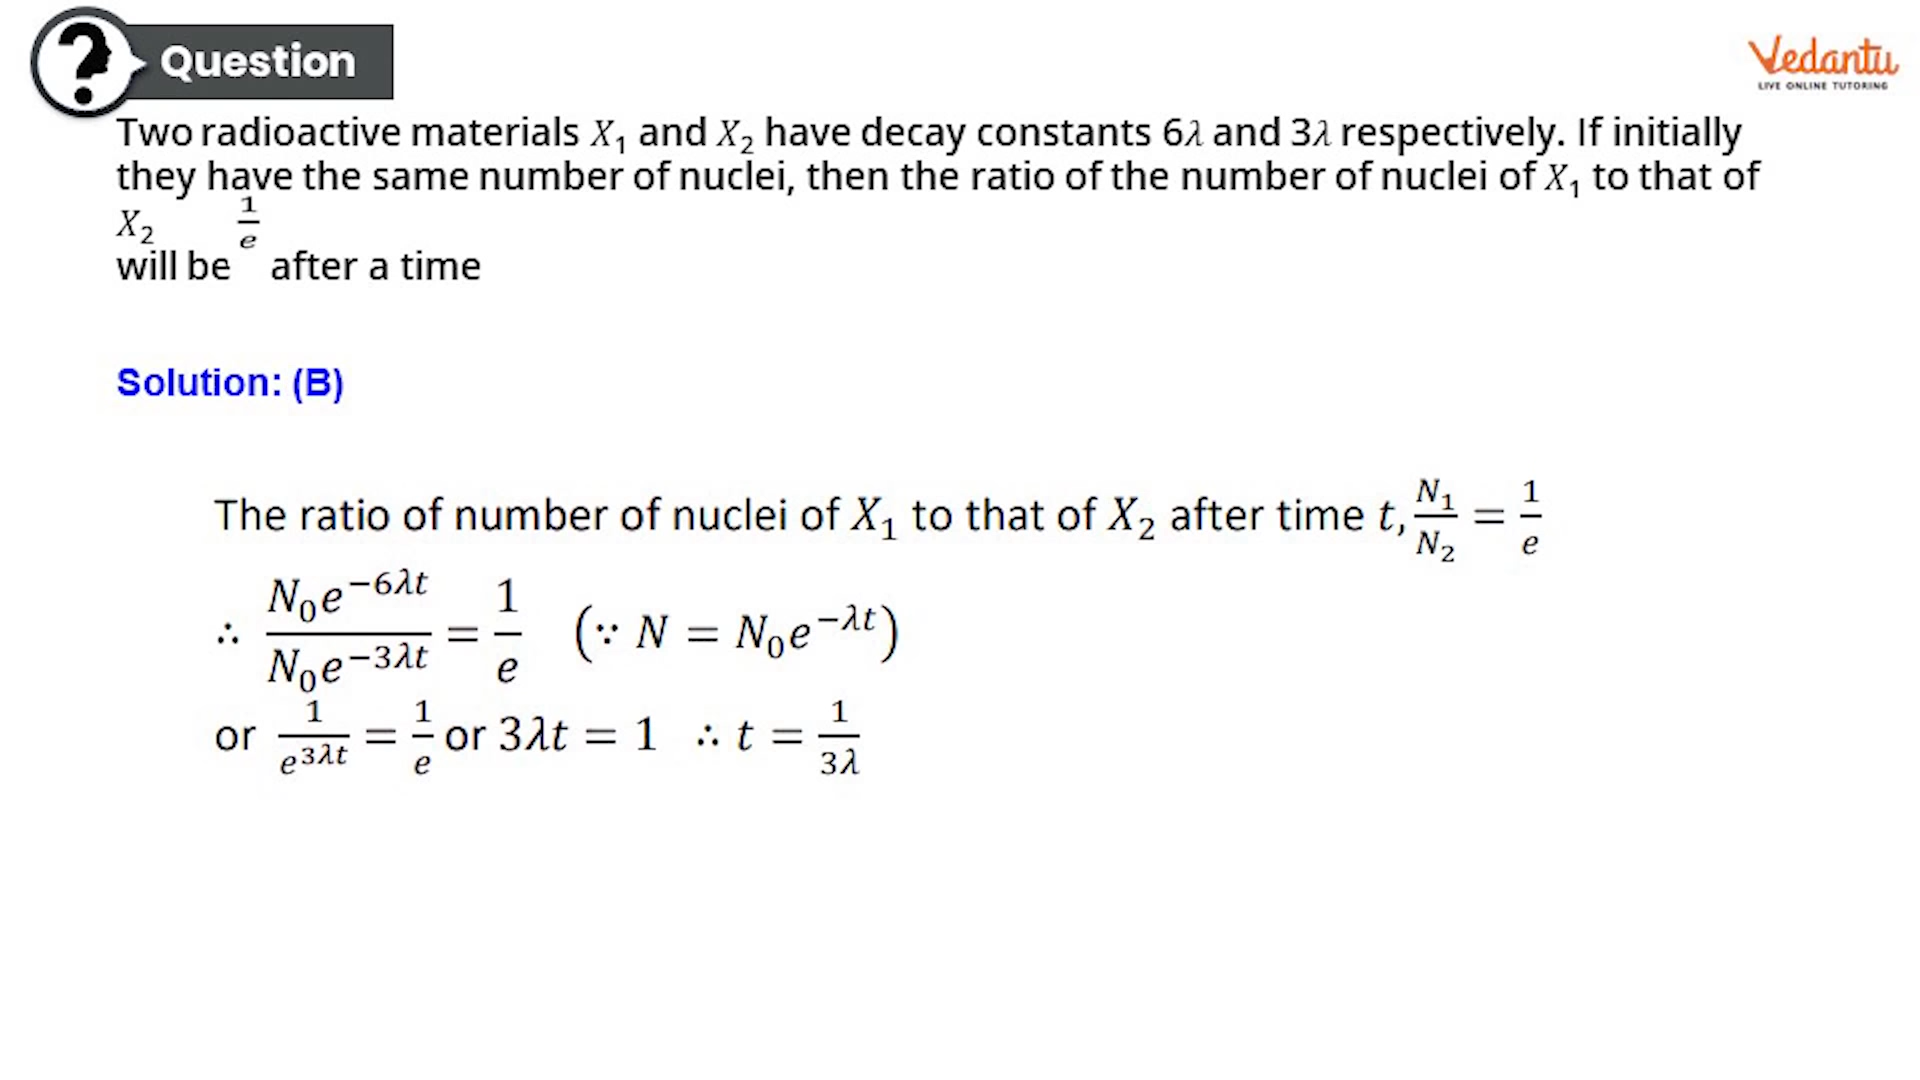 Question
Vedantu
LIVE ONLINE TUTORING
Two radioactive materials X₁ and X₂ have decay constants 6λ and 3λ respectively. If initially
they have the same number of nuclei, then the ratio of the number of nuclei of X₁ to that of
X₂ 1/e
will be after a time
Solution: (B)
The ratio of number of nuclei of X₁ to that of X₂ after time t, N₁/N₂ = 1/e
∴ N₀e^(−6λt)/N₀e^(−3λt) = 1/e (∵ N = N₀e^(−λt))
or 1/e^(3λt) = 1/e or 3λt = 1 ∴ t = 1/3λ